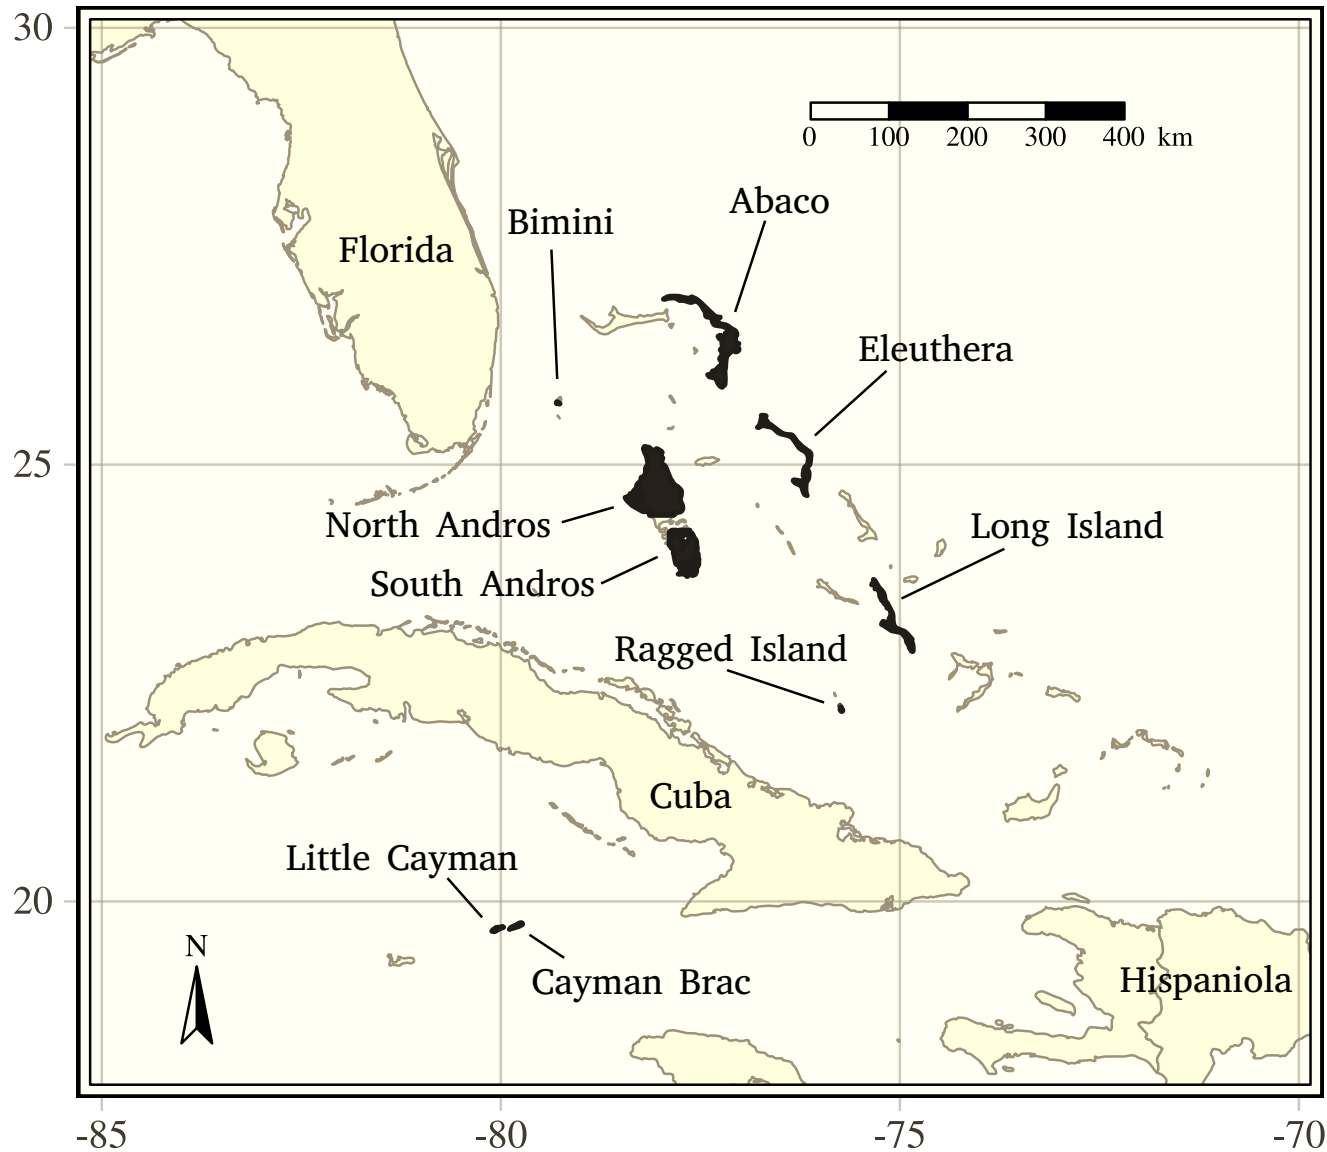 30
0 100 200 300 400 km
Abaco
Bimini
Florida
Eleuthera
25
North Andros
Long Island
South Andros
Ragged Island
Cuba
Little Cayman
20
N
Cayman Brac
Hispaniola
-85 -80 -75 -70